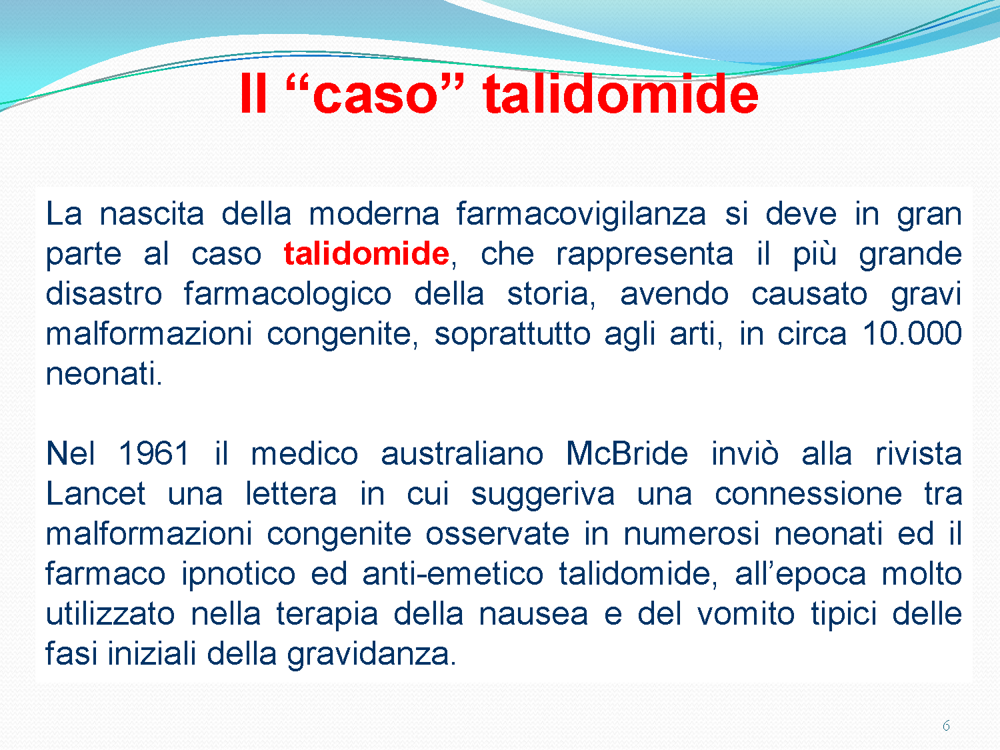 Il “caso” talidomide
La nascita della moderna farmacovigilanza si deve in gran
parte al caso talidomide, che rappresenta il più grande
disastro farmacologico della storia, avendo causato gravi
malformazioni congenite, soprattutto agli arti, in circa 10.000
neonati.
Nel 1961 il medico australiano McBride inviò alla rivista
Lancet una lettera in cui suggeriva una connessione tra
malformazioni congenite osservate in numerosi neonati ed il
farmaco ipnotico ed anti-emetico talidomide, all’epoca molto
utilizzato nella terapia della nausea e del vomito tipici delle
fasi iniziali della gravidanza.
6